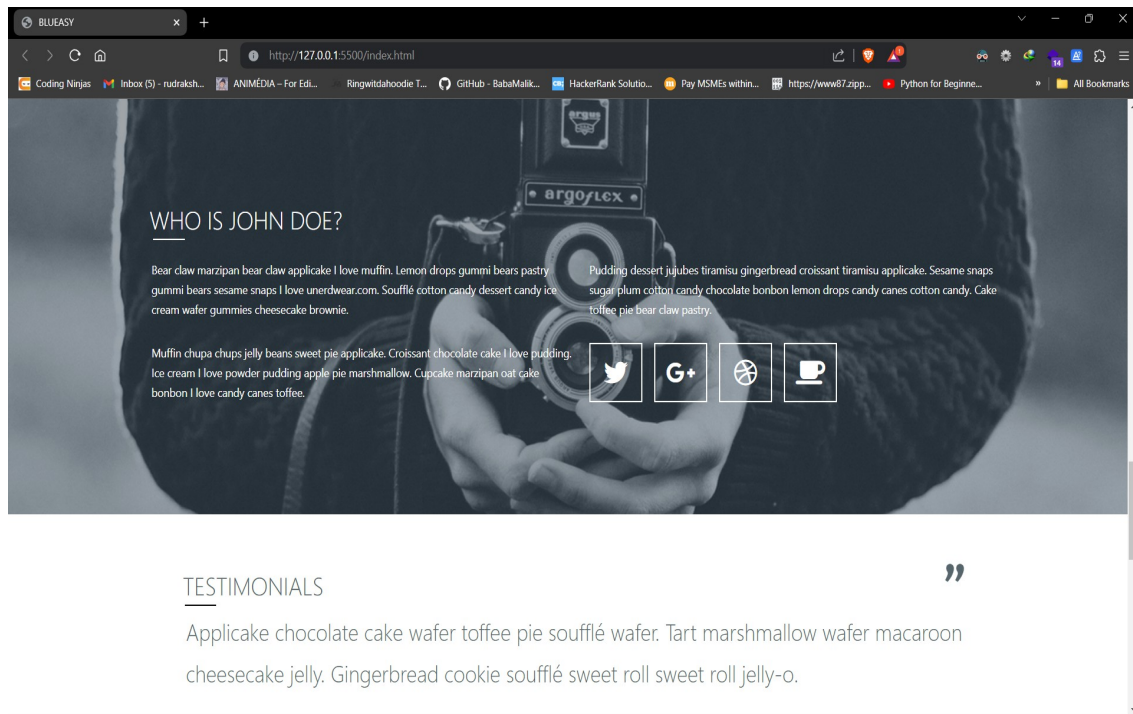 BLUEASY
http://127.0.0.1:5500/index.html
14
Coding Ninjas
Inbox (5) - rudraksh...
ANIMÉDIA – For Edi...
Ringwitdahoodie T...
GitHub - BabaMalik...
HackerRank Solutio...
Pay MSMEs within...
https://www87.zipp...
Python for Beginne...
»
All Bookmarks
argus
argoflex
WHO IS JOHN DOE?
Bear claw marzipan bear claw applicake I love muffin. Lemon drops gummi bears pastry
gummi bears sesame snaps I love unerdwear.com. Soufflé cotton candy dessert candy ice
cream wafer gummies cheesecake brownie.
Muffin chupa chups jelly beans sweet pie applicake. Croissant chocolate cake I love pudding.
Ice cream I love powder pudding apple pie marshmallow. Cupcake marzipan oat cake
bonbon I love candy canes toffee.
Pudding dessert jujubes tiramisu gingerbread croissant tiramisu applicake. Sesame snaps
sugar plum cotton candy chocolate bonbon lemon drops candy canes cotton candy. Cake
toffee pie bear claw pastry.
G+
TESTIMONIALS
”
Applicake chocolate cake wafer toffee pie soufflé wafer. Tart marshmallow wafer macaroon
cheesecake jelly. Gingerbread cookie soufflé sweet roll sweet roll jelly-o.